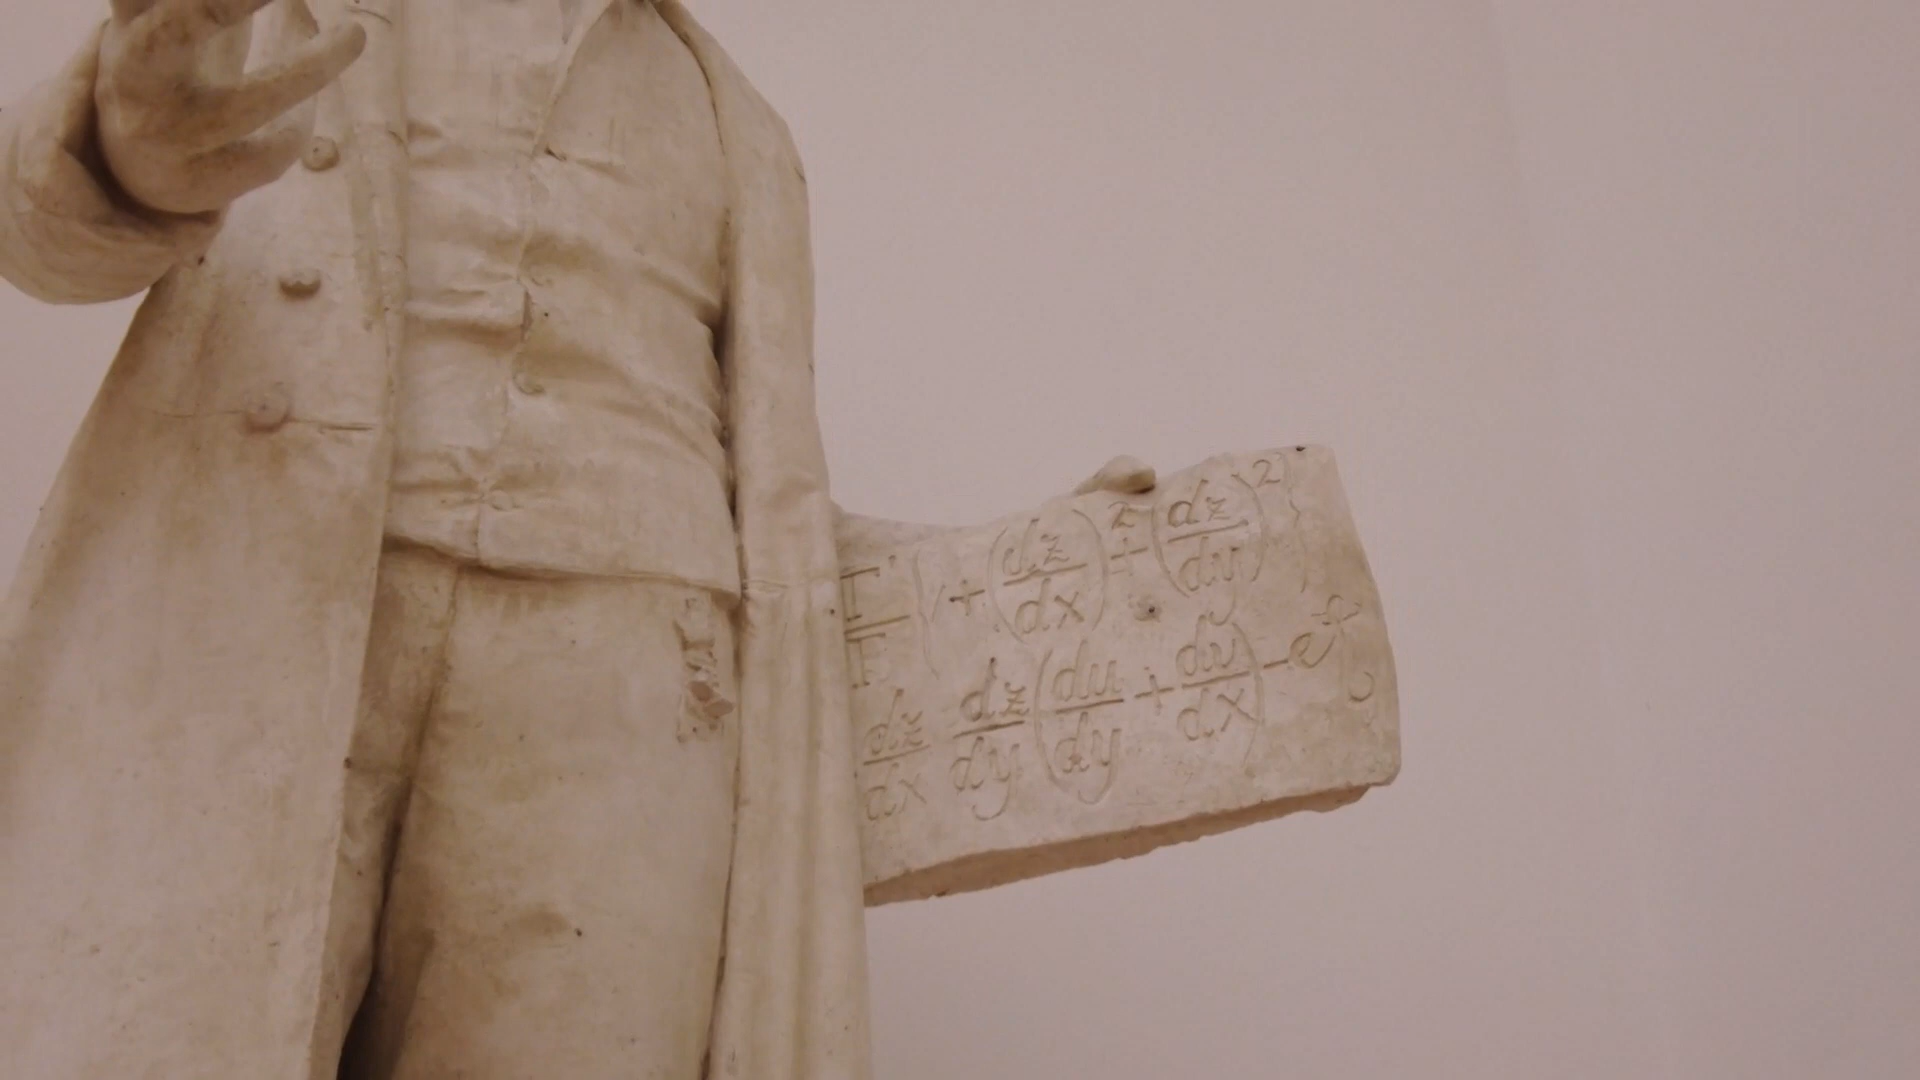 T' { 1 + (dz/dx)² + (dz/dy)² }
dz/dx dz/dy (du/dy + dv/dx) - e